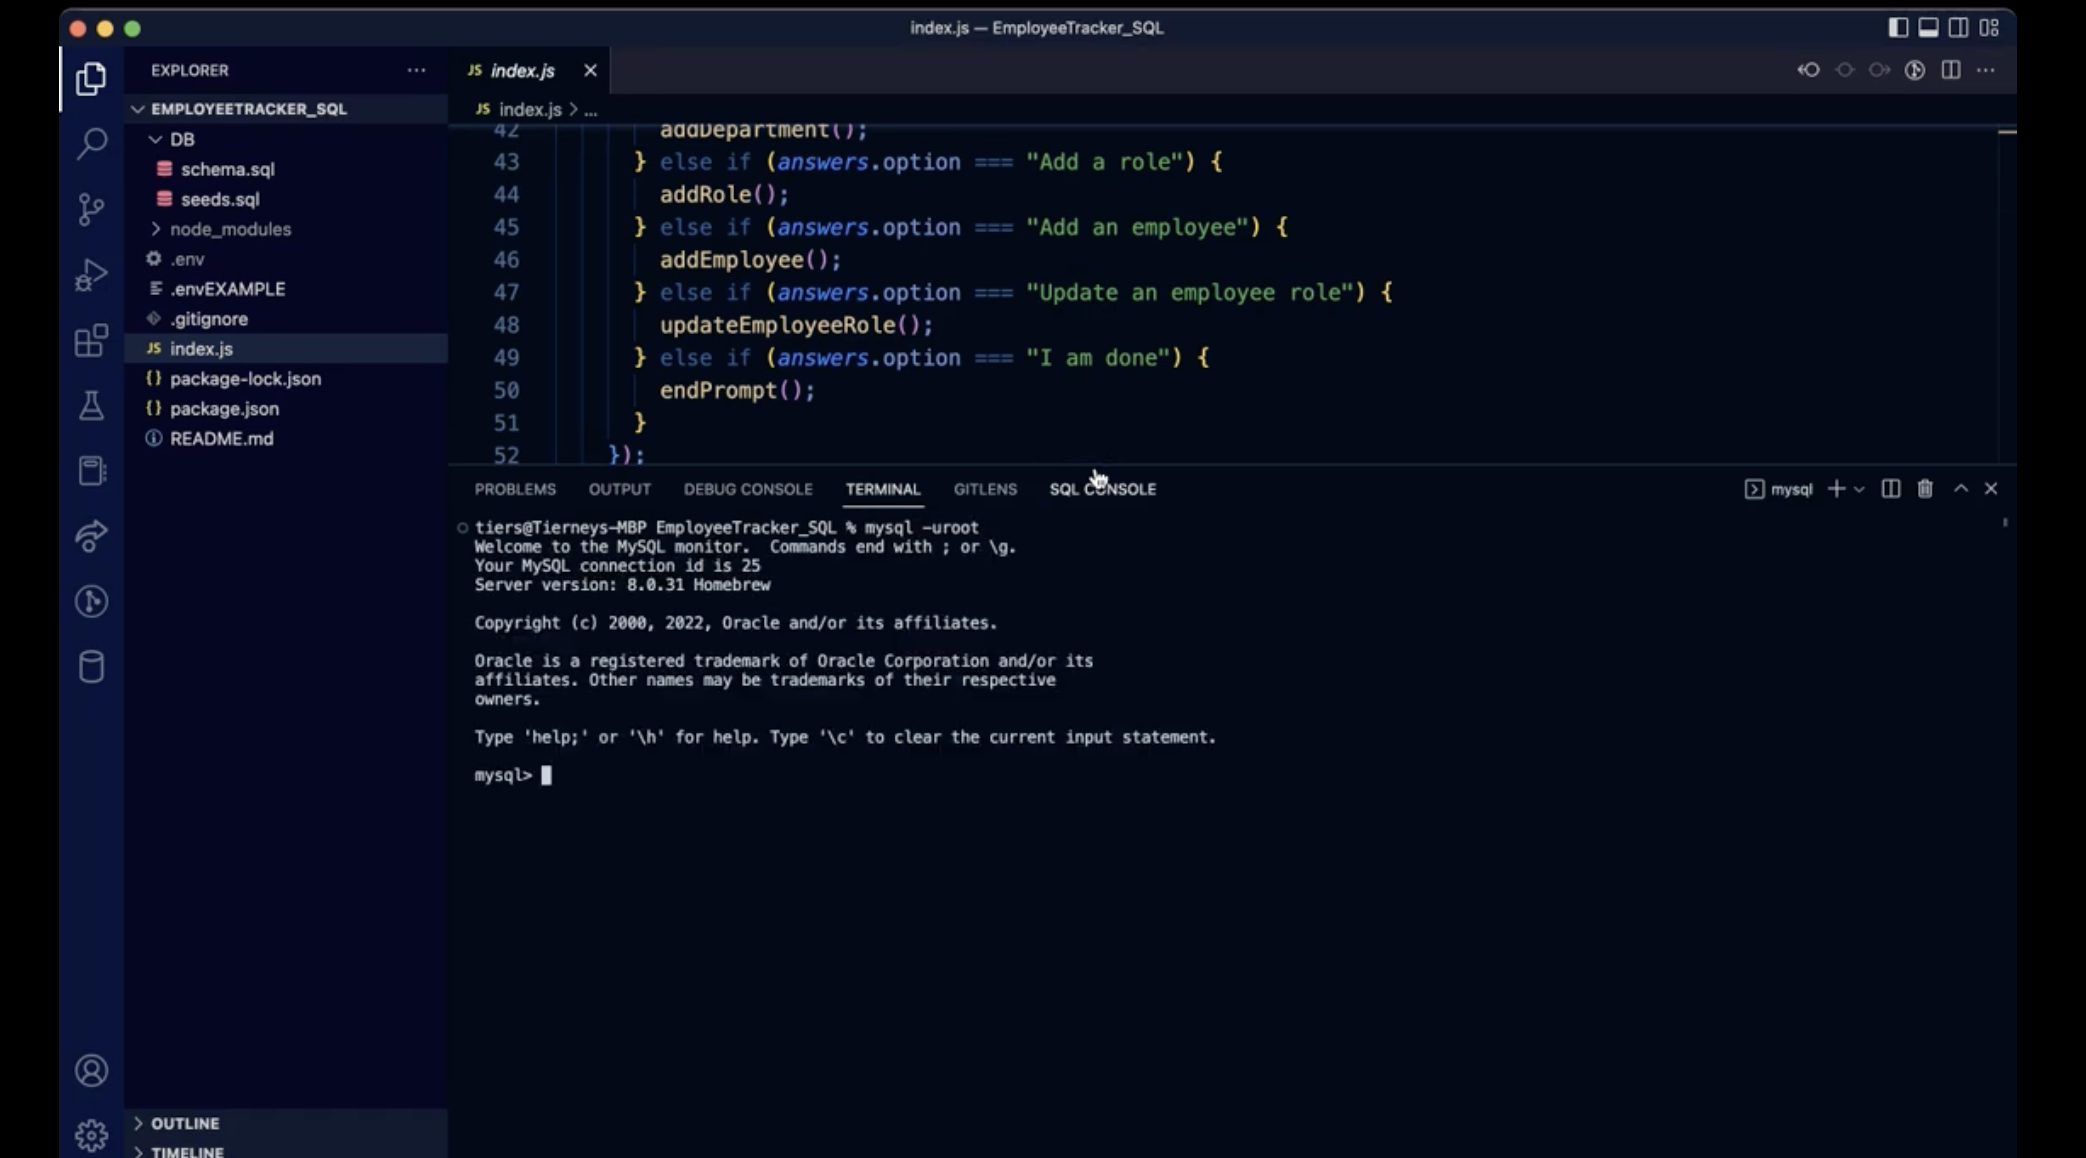 index.js — EmployeeTracker_SQL
EXPLORER
JS index.js
EMPLOYEETRACKER_SQL
JS index.js > ...
DB
schema.sql
seeds.sql
node_modules
.env
.envEXAMPLE
.gitignore
JS index.js
{} package-lock.json
{} package.json
README.md
42 addDepartment();
43 } else if (answers.option === "Add a role") {
44 addRole();
45 } else if (answers.option === "Add an employee") {
46 addEmployee();
47 } else if (answers.option === "Update an employee role") {
48 updateEmployeeRole();
49 } else if (answers.option === "I am done") {
50 endPrompt();
51 }
52 });
PROBLEMS OUTPUT DEBUG CONSOLE TERMINAL GITLENS SQL CONSOLE mysql
tiers@Tierneys-MBP EmployeeTracker_SQL % mysql -uroot
Welcome to the MySQL monitor.  Commands end with ; or \g.
Your MySQL connection id is 25
Server version: 8.0.31 Homebrew
Copyright (c) 2000, 2022, Oracle and/or its affiliates.
Oracle is a registered trademark of Oracle Corporation and/or its
affiliates. Other names may be trademarks of their respective
owners.
Type 'help;' or '\h' for help. Type '\c' to clear the current input statement.
mysql>
OUTLINE
TIMELINE